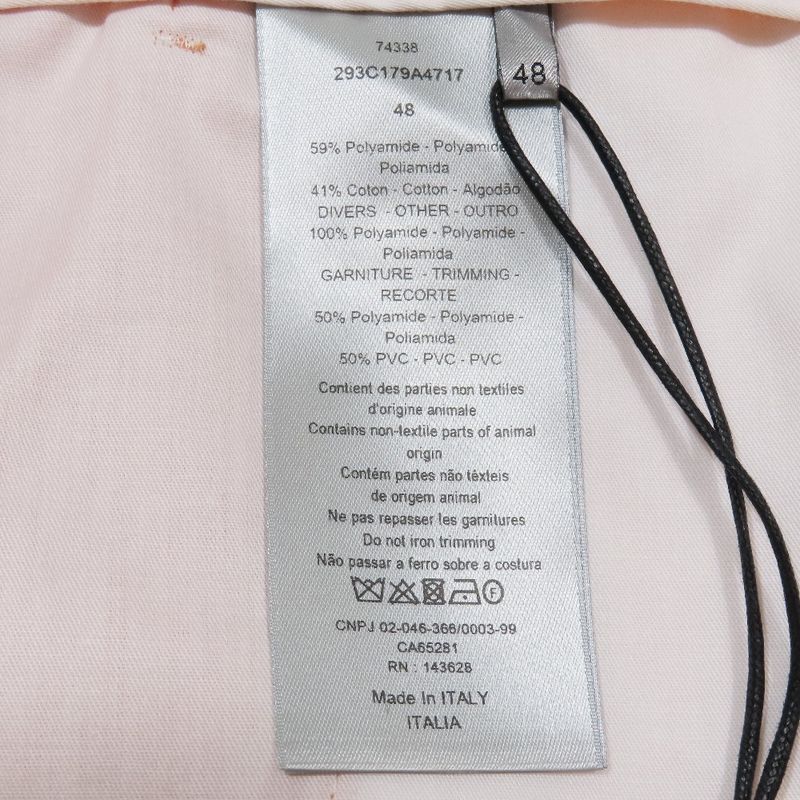 74338
293C179A4717
48
48
59% Polyamide - Polyamide
Poliamida
41% Coton - Cotton - Algodão
DIVERS - OTHER - OUTRO
100% Polyamide - Polyamide -
Poliamida
GARNITURE - TRIMMING -
RECORTE
50% Polyamide - Polyamide -
Poliamida
50% PVC - PVC - PVC
Contient des parties non textiles
d'origine animale
Contains non-textile parts of animal
origin
Contém partes não têxteis
de origem animal
Ne pas repasser les garnitures
Do not iron trimming
Não passar a ferro sobre a costura
F
CNPJ 02-046-366/0003-99
CA65281
RN : 143628
Made In ITALY
ITALIA